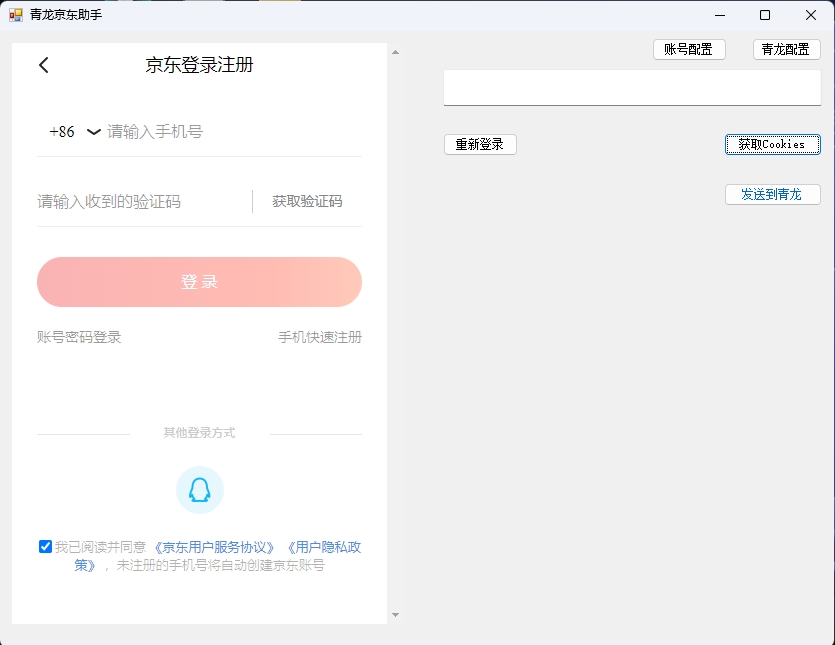 青龙京东助手
京东登录注册
+86 请输入手机号
请输入收到的验证码 获取验证码
登录
账号密码登录 手机快速注册
其他登录方式
我已阅读并同意 《京东用户服务协议》 《用户隐私政
策》 ，未注册的手机号将自动创建京东账号
账号配置 青龙配置
重新登录 获取Cookies
发送到青龙